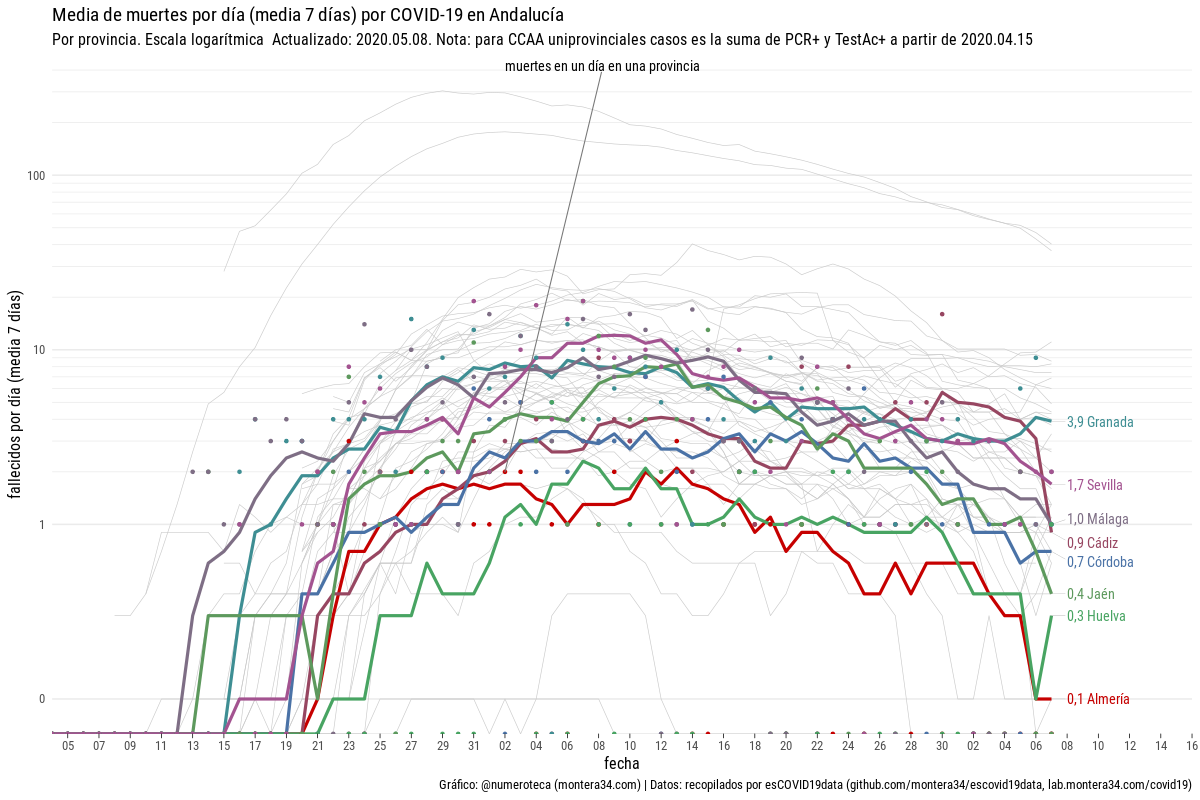 Media de muertes por día (media 7 días) por COVID-19 en Andalucía
Por provincia. Escala logarítmica  Actualizado: 2020.05.08. Nota: para CCAA uniprovinciales casos es la suma de PCR+ y TestAc+ a partir de 2020.04.15
muertes en un día en una provincia
fallecidos por día (media  7 días)
100
10
1
0
3,9 Granada
1,7 Sevilla
1,0 Málaga
0,9 Cádiz
0,7 Córdoba
0,4 Jaén
0,3 Huelva
0,1 Almería
05 07 09 11 13 15 17 19 21 23 25 27 29 31 02 04 06 08 10 12 14 16 18 20 22 24 26 28 30 02 04 06 08 10 12 14 16
fecha
Gráfico: @numeroteca (montera34.com) | Datos: recopilados por esCOVID19data (github.com/montera34/escovid19data, lab.montera34.com/covid19)